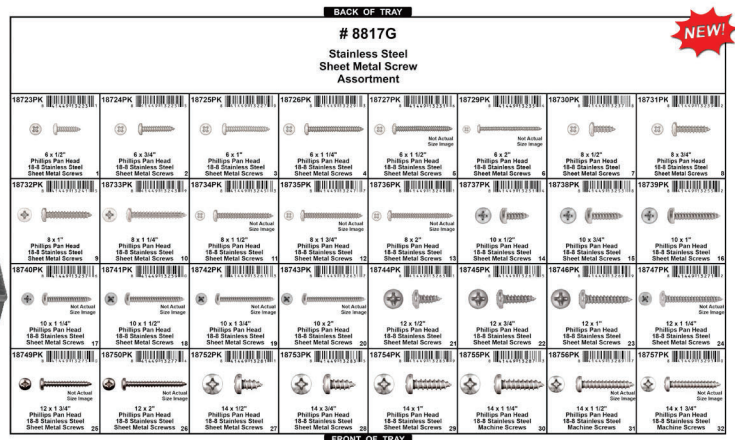 BACK OF TRAY
# 8817G
NEW!
Stainless Steel
Sheet Metal Screw
Assortment
18723PK
6 x 1/2"
Phillips Pan Head
18-8 Stainless Steel
Sheet Metal Screws 1
18724PK
6 x 3/4"
Phillips Pan Head
18-8 Stainless Steel
Sheet Metal Screws 2
18725PK
6 x 1"
Phillips Pan Head
18-8 Stainless Steel
Sheet Metal Screws 3
18726PK
6 x 1 1/4"
Phillips Pan Head
18-8 Stainless Steel
Sheet Metal Screws 4
18727PK
Not Actual
Size Image
6 x 1 1/2"
Phillips Pan Head
18-8 Stainless Steel
Sheet Metal Screws 5
18729PK
Not Actual
Size Image
6 x 2"
Phillips Pan Head
18-8 Stainless Steel
Sheet Metal Screws 6
18730PK
8 x 1/2"
Phillips Pan Head
18-8 Stainless Steel
Sheet Metal Screws 7
18731PK
8 x 3/4"
Phillips Pan Head
18-8 Stainless Steel
Sheet Metal Screws 8
18732PK
8 x 1"
Phillips Pan Head
18-8 Stainless Steel
Sheet Metal Screws 9
18733PK
8 x 1 1/4"
Phillips Pan Head
18-8 Stainless Steel
Sheet Metal Screws 10
18734PK
Not Actual
Size Image
8 x 1 1/2"
Phillips Pan Head
18-8 Stainless Steel
Sheet Metal Screws 11
18735PK
Not Actual
Size Image
8 x 1 3/4"
Phillips Pan Head
18-8 Stainless Steel
Sheet Metal Screws 12
18736PK
Not Actual
Size Image
8 x 2"
Phillips Pan Head
18-8 Stainless Steel
Sheet Metal Screws 13
18737PK
10 x 1/2"
Phillips Pan Head
18-8 Stainless Steel
Sheet Metal Screws 14
18738PK
10 x 3/4"
Phillips Pan Head
18-8 Stainless Steel
Sheet Metal Screws 15
18739PK
10 x 1"
Phillips Pan Head
18-8 Stainless Steel
Sheet Metal Screws 16
18740PK
Not Actual
Size Image
10 x 1 1/4"
Phillips Pan Head
18-8 Stainless Steel
Sheet Metal Screws 17
18741PK
Not Actual
Size Image
10 x 1 1/2"
Phillips Pan Head
18-8 Stainless Steel
Sheet Metal Screws 18
18742PK
Not Actual
Size Image
10 x 1 3/4"
Phillips Pan Head
18-8 Stainless Steel
Sheet Metal Screws 19
18743PK
Not Actual
Size Image
10 x 2"
Phillips Pan Head
18-8 Stainless Steel
Sheet Metal Screws 20
18744PK
12 x 1/2"
Phillips Pan Head
18-8 Stainless Steel
Sheet Metal Screws 21
18745PK
12 x 3/4"
Phillips Pan Head
18-8 Stainless Steel
Sheet Metal Screws 22
18746PK
12 x 1"
Phillips Pan Head
18-8 Stainless Steel
Sheet Metal Screws 23
18747PK
Not Actual
Size Image
12 x 1 1/4"
Phillips Pan Head
18-8 Stainless Steel
Sheet Metal Screws 24
18749PK
Not Actual
Size Image
12 x 1 3/4"
Phillips Pan Head
18-8 Stainless Steel
Sheet Metal Screws 25
18750PK
Not Actual
Size Image
12 x 2"
Phillips Pan Head
18-8 Stainless Steel
Sheet Metal Screws 26
18752PK
14 x 1/2"
Phillips Pan Head
18-8 Stainless Steel
Sheet Metal Screws 27
18753PK
14 x 3/4"
Phillips Pan Head
18-8 Stainless Steel
Sheet Metal Screws 28
18754PK
14 x 1"
Phillips Pan Head
18-8 Stainless Steel
Sheet Metal Screws 29
18755PK
14 x 1 1/4"
Phillips Pan Head
18-8 Stainless Steel
Machine Screws 30
18756PK
Not Actual
Size Image
14 x 1 1/2"
Phillips Pan Head
18-8 Stainless Steel
Machine Screws 31
18757PK
Not Actual
Size Image
14 x 1 3/4"
Phillips Pan Head
18-8 Stainless Steel
Machine Screws 32
FRONT OF TRAY